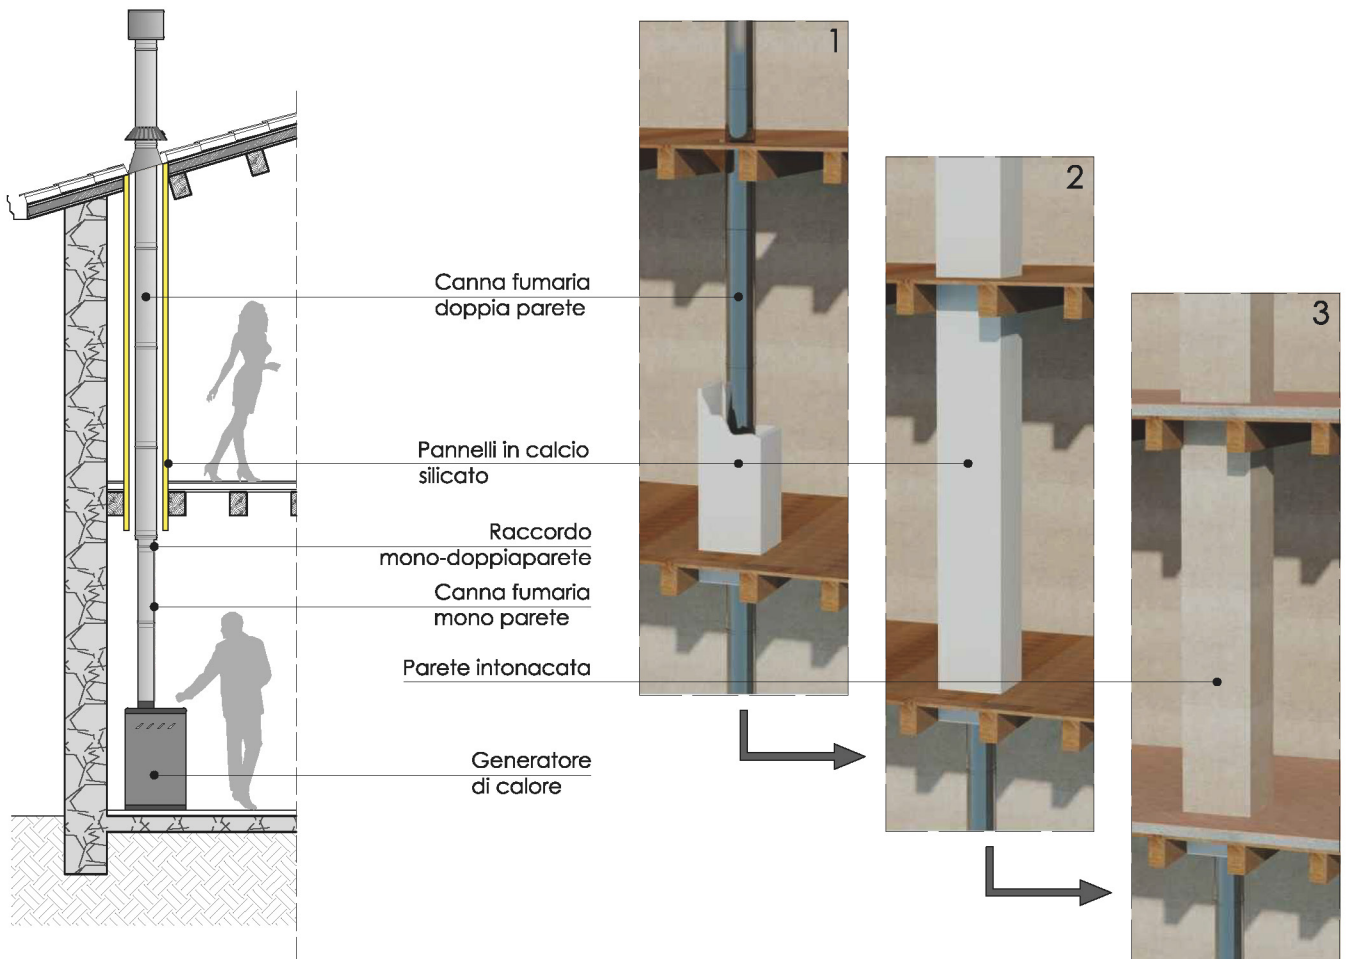 1
2
3
Canna fumaria
doppia parete
Pannelli in calcio
silicato
Raccordo
mono-doppiaparete
Canna fumaria
mono parete
Parete intonacata
Generatore
di calore